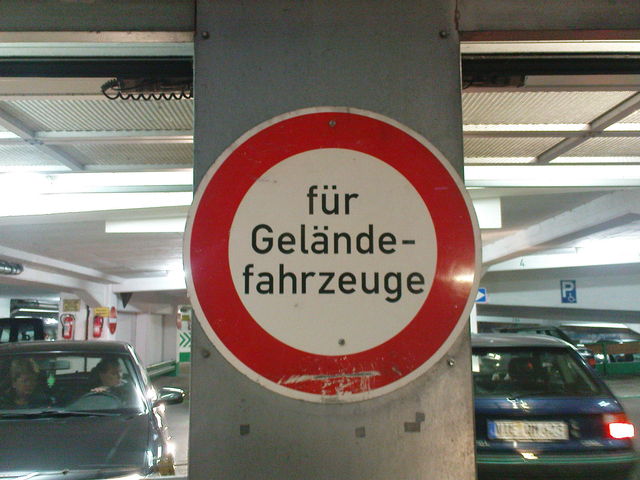 für
Gelände-
fahrzeuge
P